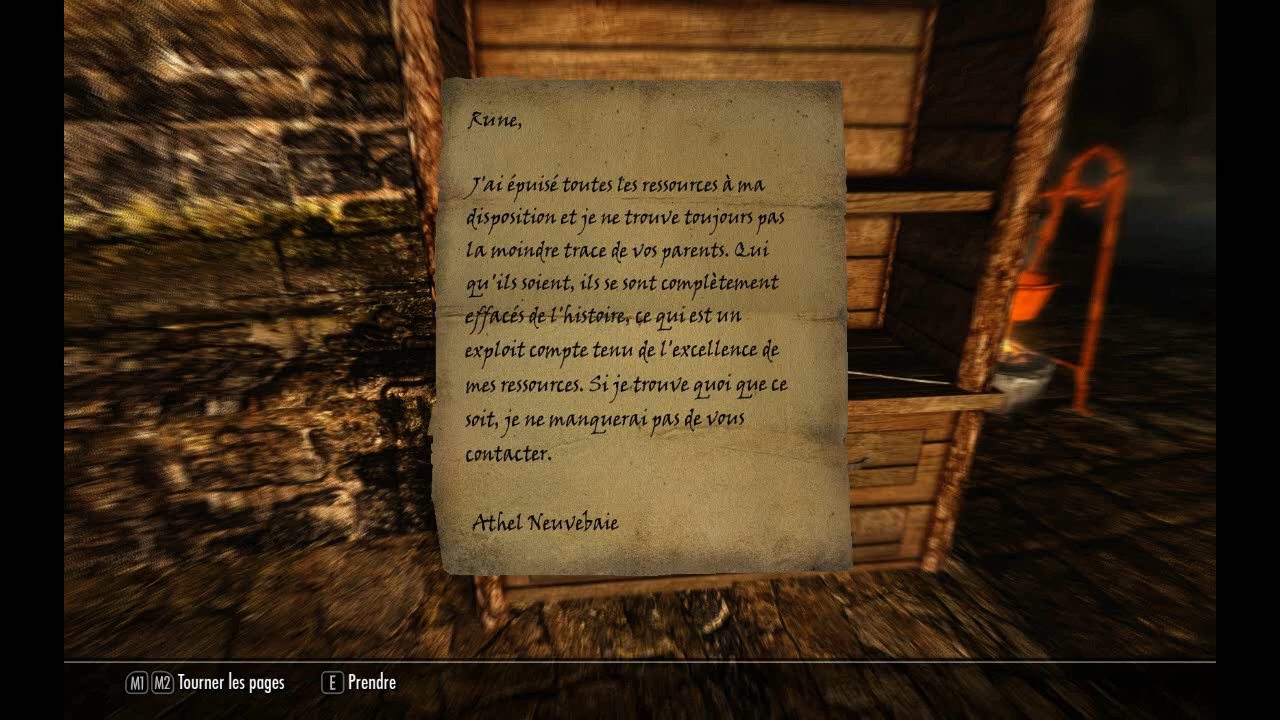 Rune,
J'ai épuisé toutes les ressources à ma
disposition et je ne trouve toujours pas
la moindre trace de vos parents. Qui
qu'ils soient, ils se sont complètement
effacés de l'histoire, ce qui est un
exploit compte tenu de l'excellence de
mes ressources. Si je trouve quoi que ce
soit, je ne manquerai pas de vous
contacter.
Athel Neuvebaie
M1 M2 Tourner les pages E Prendre